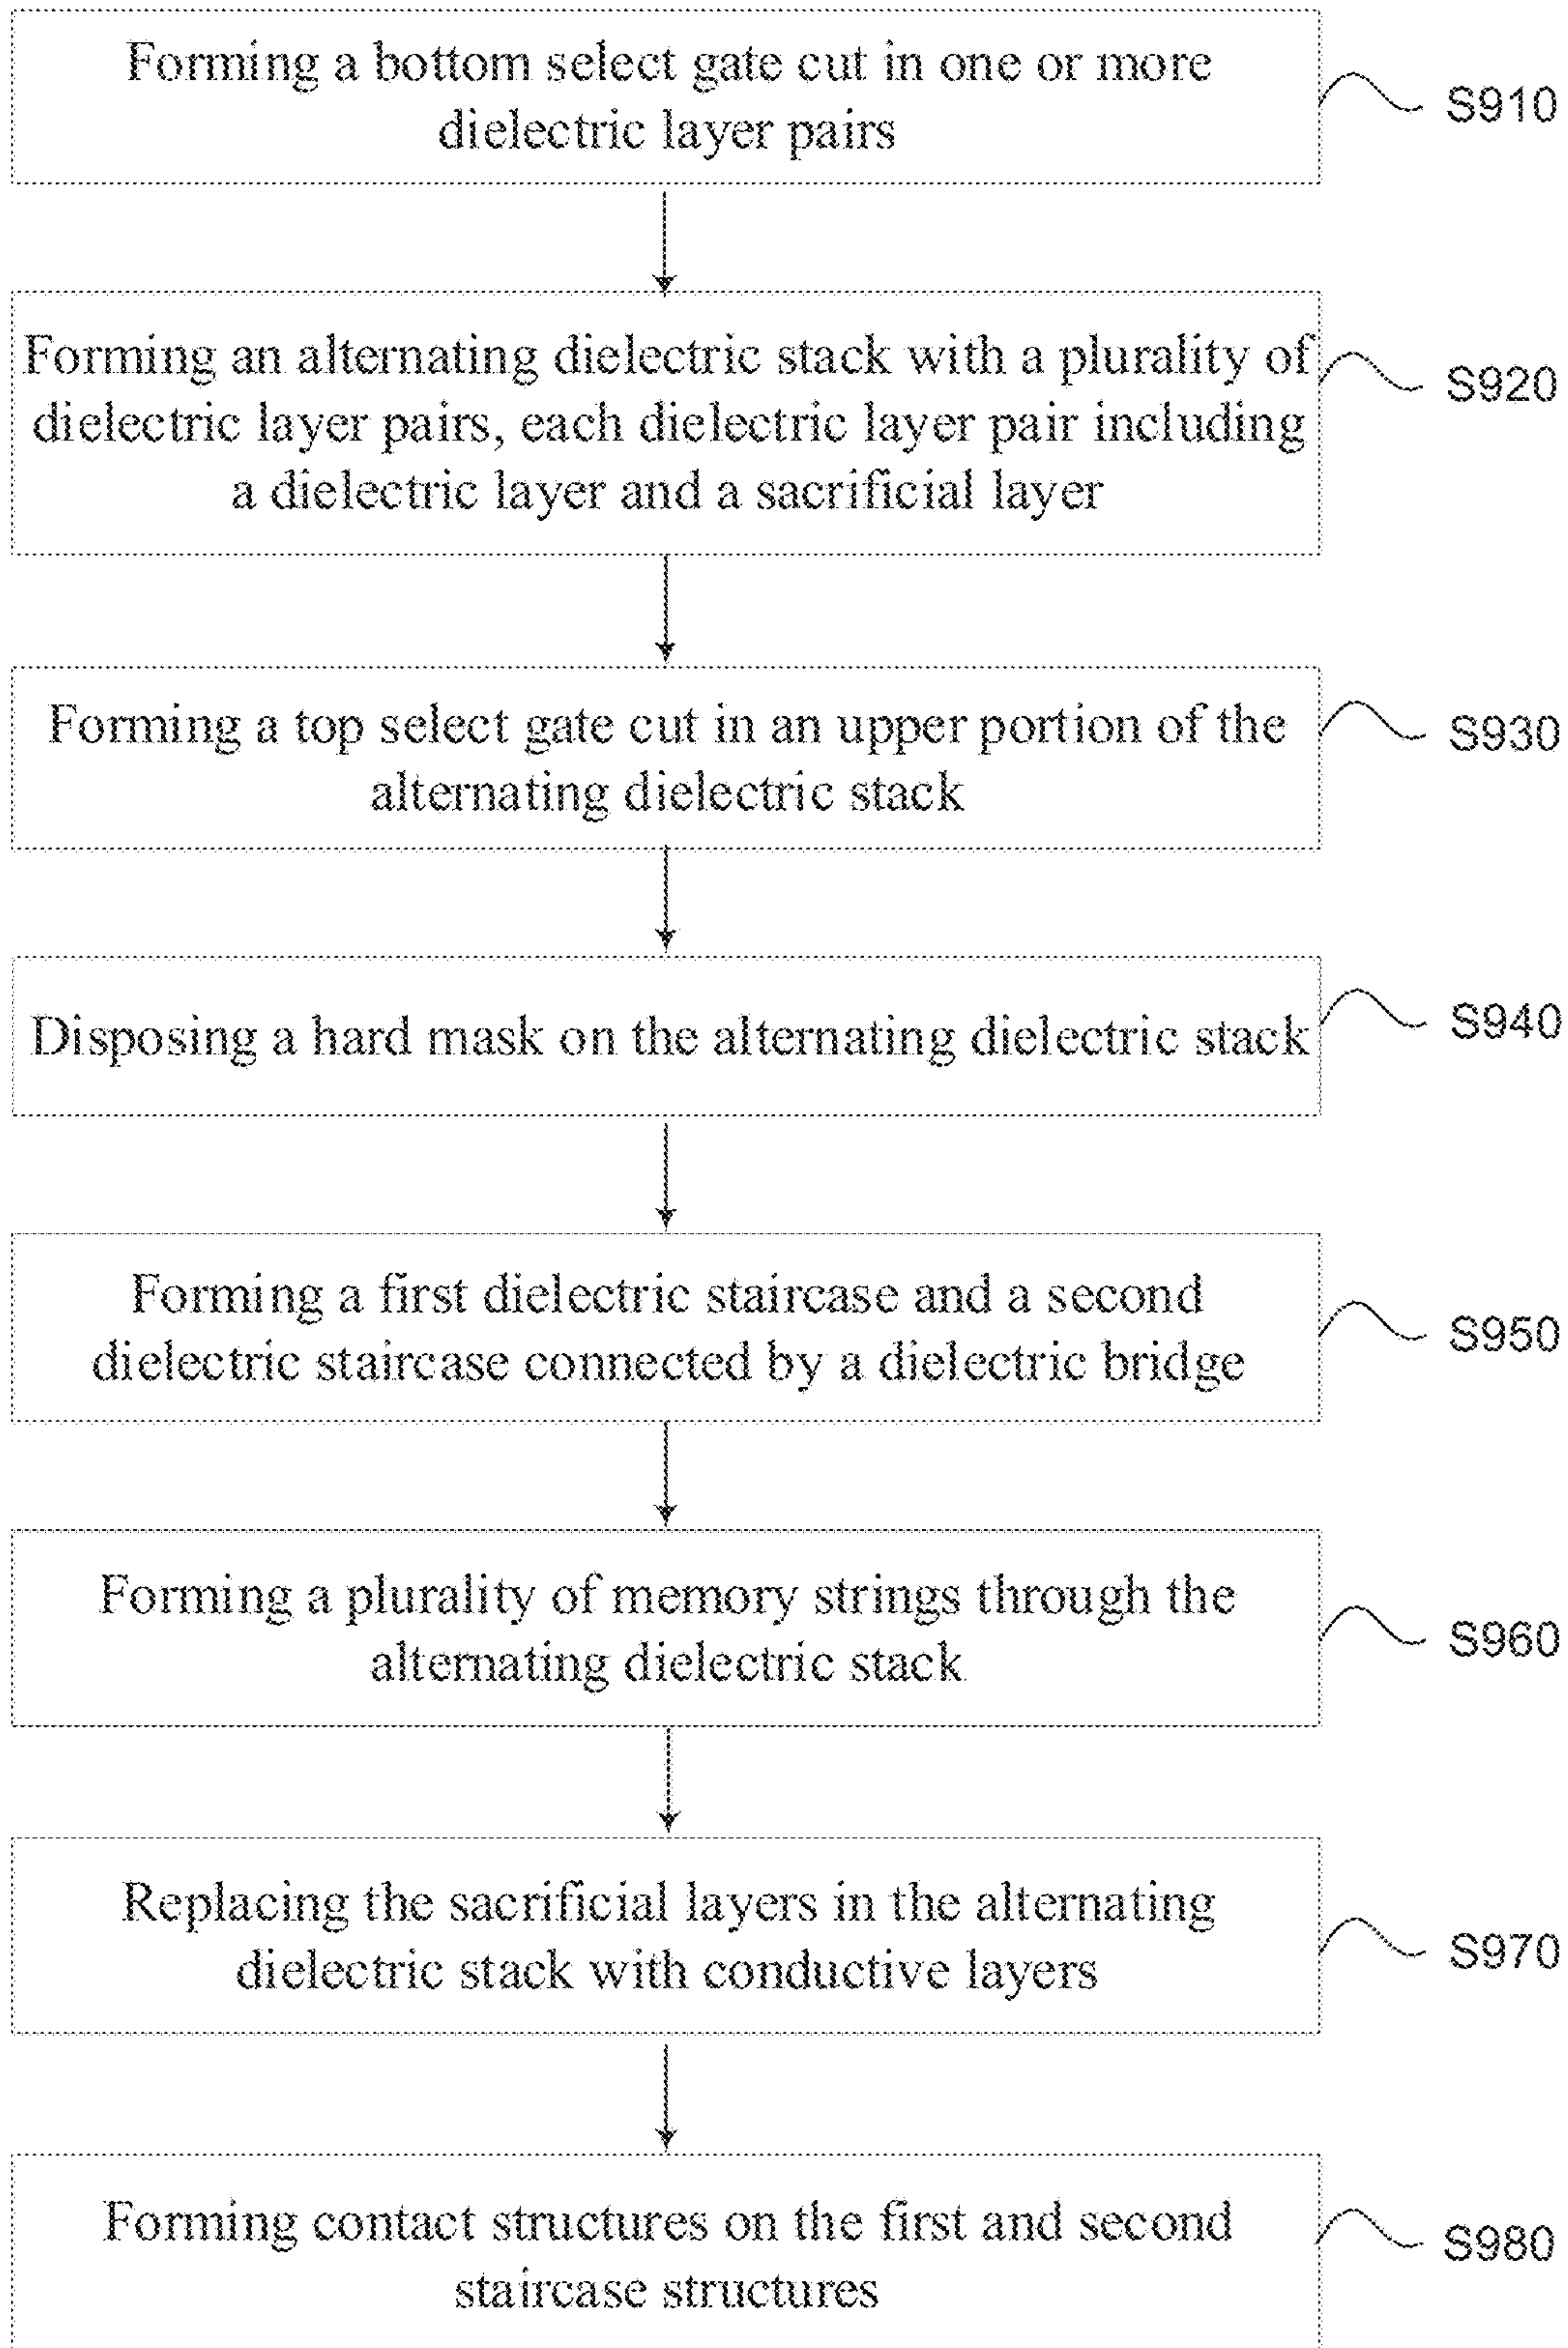 Forming a bottom select gate cut in one or more
dielectric layer pairs
S910
Forming an alternating dielectric stack with a plurality of
dielectric layer pairs, each dielectric layer pair including
a dielectric layer and a sacrificial layer
S920
Forming a top select gate cut in an upper portion of the
alternating dielectric stack
S930
Disposing a hard mask on the alternating dielectric stack
S940
Forming a first dielectric staircase and a second
dielectric staircase connected by a dielectric bridge
S950
Forming a plurality of memory strings through the
alternating dielectric stack
S960
Replacing the sacrificial layers in the alternating
dielectric stack with conductive layers
S970
Forming contact structures on the first and second
staircase structures
S980